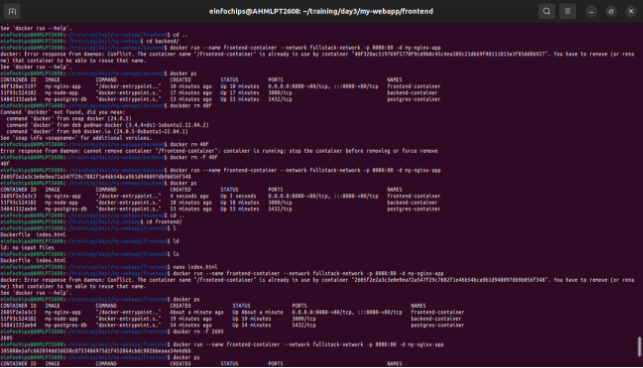 einfochips@AHMLPT2608: ~/training/day3/my-webapp/frontend
See 'docker run --help'.
einfochips@AHMLPT2608:~/training/day3/my-webapp/backend$ cd ..
einfochips@AHMLPT2608:~/training/day3/my-webapp$ cd backend/
einfochips@AHMLPT2608:~/training/day3/my-webapp/backend$ docker run --name frontend-container --network fullstack-network -p 8080:80 -d my-nginx-app
docker: Error response from daemon: Conflict. The container name "/frontend-container" is already in use by container. You have to remove (or rena
me) that container to be able to reuse that name.
See 'docker run --help'.
einfochips@AHMLPT2608:~/training/day3/my-webapp/backend$ docker ps
CONTAINER ID IMAGE COMMAND CREATED STATUS PORTS NAMES
my-nginx-app "/docker-entrypoint.…" 18 minutes ago Up 18 minutes 0.0.0.0:8080->80/tcp, :::8080->80/tcp frontend-container
51f93c524182 my-node-app "docker-entrypoint.s…" 17 minutes ago Up 17 minutes 3000/tcp backend-container
54841332aeb4 my-postgres-db "docker-entrypoint.s…" 53 minutes ago Up 53 minutes 5432/tcp postgres-container
einfochips@AHMLPT2608:~/training/day3/my-webapp/backend$ dockder rm 40f
Command 'dockder' not found, did you mean:
command 'docker' from snap docker (24.0.5)
command 'docker' from deb podman-docker (3.4.4+ds1-1ubuntu1.22.04.2)
command 'docker' from deb docker.io (24.0.5-0ubuntu1~22.04.1)
See 'snap info <snapname>' for additional versions.
einfochips@AHMLPT2608:~/training/day3/my-webapp/backend$ docker rm 40f
Error response from daemon: cannot remove container "/frontend-container": container is running: stop the container before removing or force remove
einfochips@AHMLPT2608:~/training/day3/my-webapp/backend$ docker rm -f 40f
40f
einfochips@AHMLPT2608:~/training/day3/my-webapp/backend$ docker run --name frontend-container --network fullstack-network -p 8080:80 -d my-nginx-app
einfochips@AHMLPT2608:~/training/day3/my-webapp/backend$ docker ps
CONTAINER ID IMAGE COMMAND CREATED STATUS PORTS NAMES
2605f2e2a3c3 my-nginx-app "/docker-entrypoint.…" 4 seconds ago Up 3 seconds 0.0.0.0:8080->80/tcp, :::8080->80/tcp frontend-container
51f93c524182 my-node-app "docker-entrypoint.s…" 18 minutes ago Up 18 minutes 3000/tcp backend-container
54841332aeb4 my-postgres-db "docker-entrypoint.s…" 53 minutes ago Up 53 minutes 5432/tcp postgres-container
einfochips@AHMLPT2608:~/training/day3/my-webapp/backend$ cd ..
einfochips@AHMLPT2608:~/training/day3/my-webapp$ cd frontend/
einfochips@AHMLPT2608:~/training/day3/my-webapp/frontend$ l
Dockerfile index.html
einfochips@AHMLPT2608:~/training/day3/my-webapp/frontend$ ld
ld: no input files
einfochips@AHMLPT2608:~/training/day3/my-webapp/frontend$ ls
Dockerfile index.html
einfochips@AHMLPT2608:~/training/day3/my-webapp/frontend$ nano index.html
einfochips@AHMLPT2608:~/training/day3/my-webapp/frontend$ docker run --name frontend-container --network fullstack-network -p 8080:80 -d my-nginx-app
docker: Error response from daemon: Conflict. The container name "/frontend-container" is already in use by container. You have to remove (or rena
me) that container to be able to reuse that name.
See 'docker run --help'.
einfochips@AHMLPT2608:~/training/day3/my-webapp/frontend$ docker ps
CONTAINER ID IMAGE COMMAND CREATED STATUS PORTS NAMES
2605f2e2a3c3 my-nginx-app "/docker-entrypoint.…" About a minute ago Up About a minute 0.0.0.0:8080->80/tcp, :::8080->80/tcp frontend-container
51f93c524182 my-node-app "docker-entrypoint.s…" 19 minutes ago Up 19 minutes 3000/tcp backend-container
54841332aeb4 my-postgres-db "docker-entrypoint.s…" 54 minutes ago Up 54 minutes 5432/tcp postgres-container
einfochips@AHMLPT2608:~/training/day3/my-webapp/frontend$ docker rm -f 2605
2605
einfochips@AHMLPT2608:~/training/day3/my-webapp/frontend$ docker run --name frontend-container --network fullstack-network -p 8080:80 -d my-nginx-app
einfochips@AHMLPT2608:~/training/day3/my-webapp/frontend$ docker ps
CONTAINER ID IMAGE COMMAND CREATED STATUS PORTS NAMES